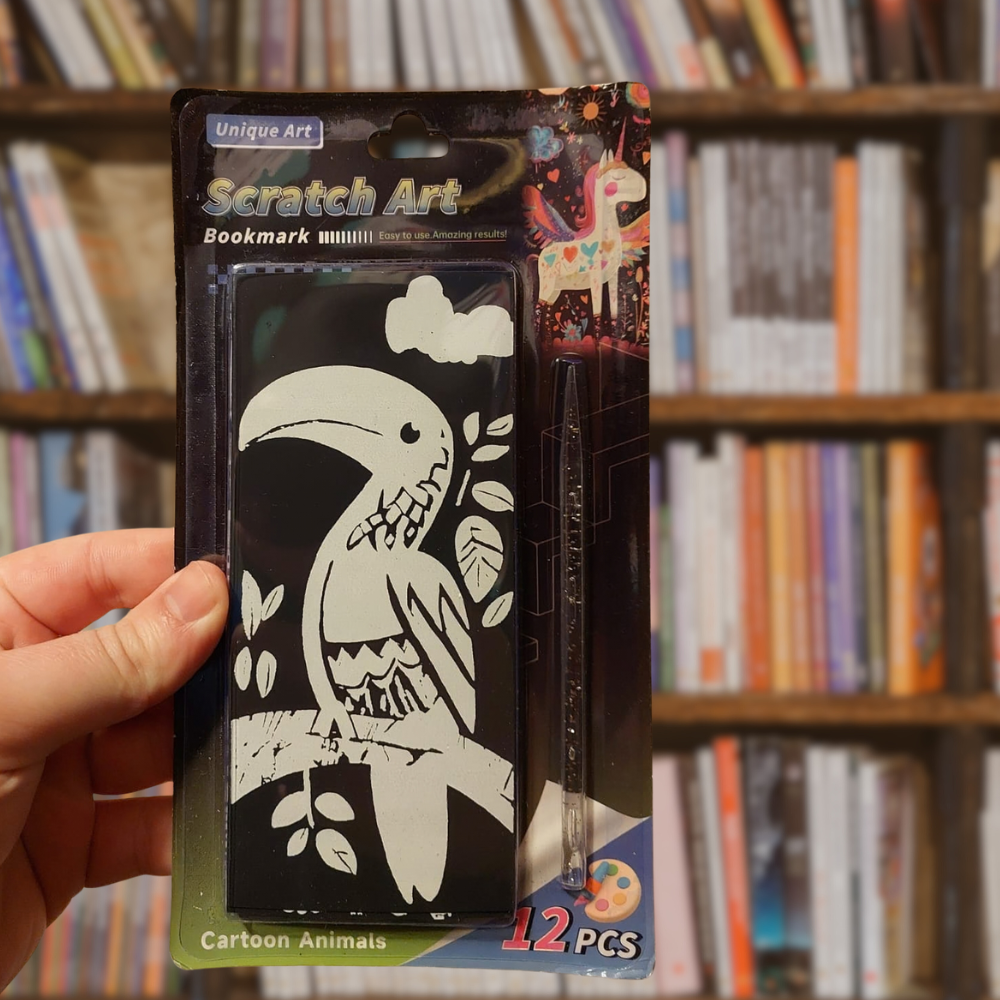 Unique Art
Scratch Art
Bookmark Easy to use.Amazing results!
Cartoon Animals
12 PCS